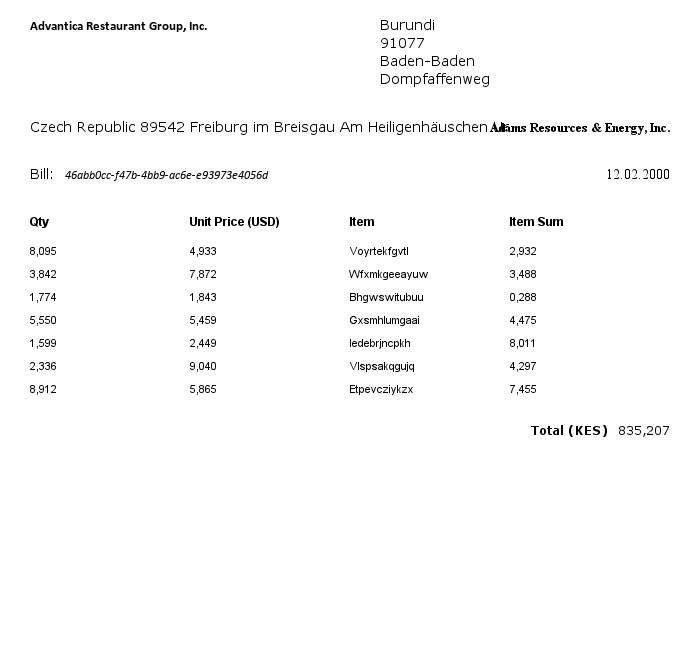 Advantica Restaurant Group, Inc.
Burundi
91077
Baden-Baden
Dompfaffenweg
Czech Republic 89542 Freiburg im Breisgau Am Heiligenhäuschen Adams Resources & Energy, Inc.
Bill: 46abb0cc-f47b-4bb9-ac6e-e93973e4056d 12.02.2000
Qty Unit Price (USD) Item Item Sum
8,095 4,933 Voyrtekfgvtl 2,932
3,842 7,872 Wfxmkgeeayuw 3,488
1,774 1,843 Bhgwswitubuu 0,288
5,550 5,459 Gxsmhlumgaai 4,475
1,599 2,449 Iedebrjncpkh 8,011
2,336 9,040 Vlspsakqgujq 4,297
8,912 5,865 Etpevcziykzx 7,455
Total (KES) 835,207